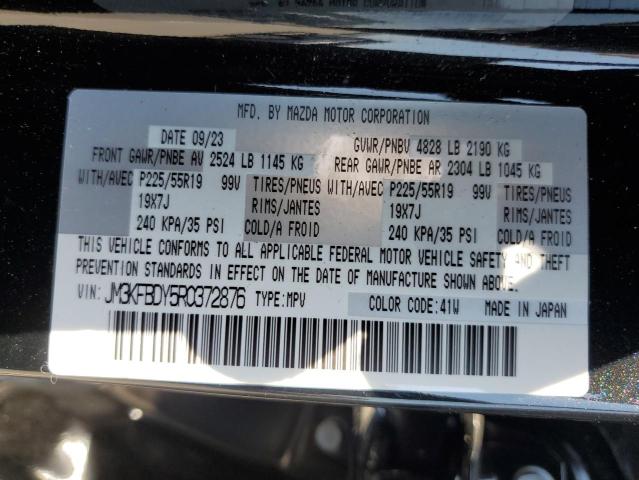 MFD. BY MAZDA MOTOR CORPORATION
DATE 09/23 GVWR/PNBV 4828 LB 2190 KG
FRONT GAWR/PNBE AV 2524 LB 1145 KG REAR GAWR/PNBE AR 2304 LB 1045 KG
WITH/AVEC P225/55R19 99V TIRES/PNEUS WITH/AVEC P225/55R19 99V TIRES/PNEUS
19X7J RIMS/JANTES 19X7J RIMS/JANTES
240 KPA/35 PSI COLD/A FROID 240 KPA/35 PSI COLD/A FROID
THIS VEHICLE CONFORMS TO ALL APPLICABLE FEDERAL MOTOR VEHICLE SAFETY AND THEFT
PREVENTION STANDARDS IN EFFECT ON THE DATE OF MANUFACTURE SHOWN ABOVE.
VIN: JM3KFBDY5R0372876 TYPE:MPV COLOR CODE:41W MADE IN JAPAN